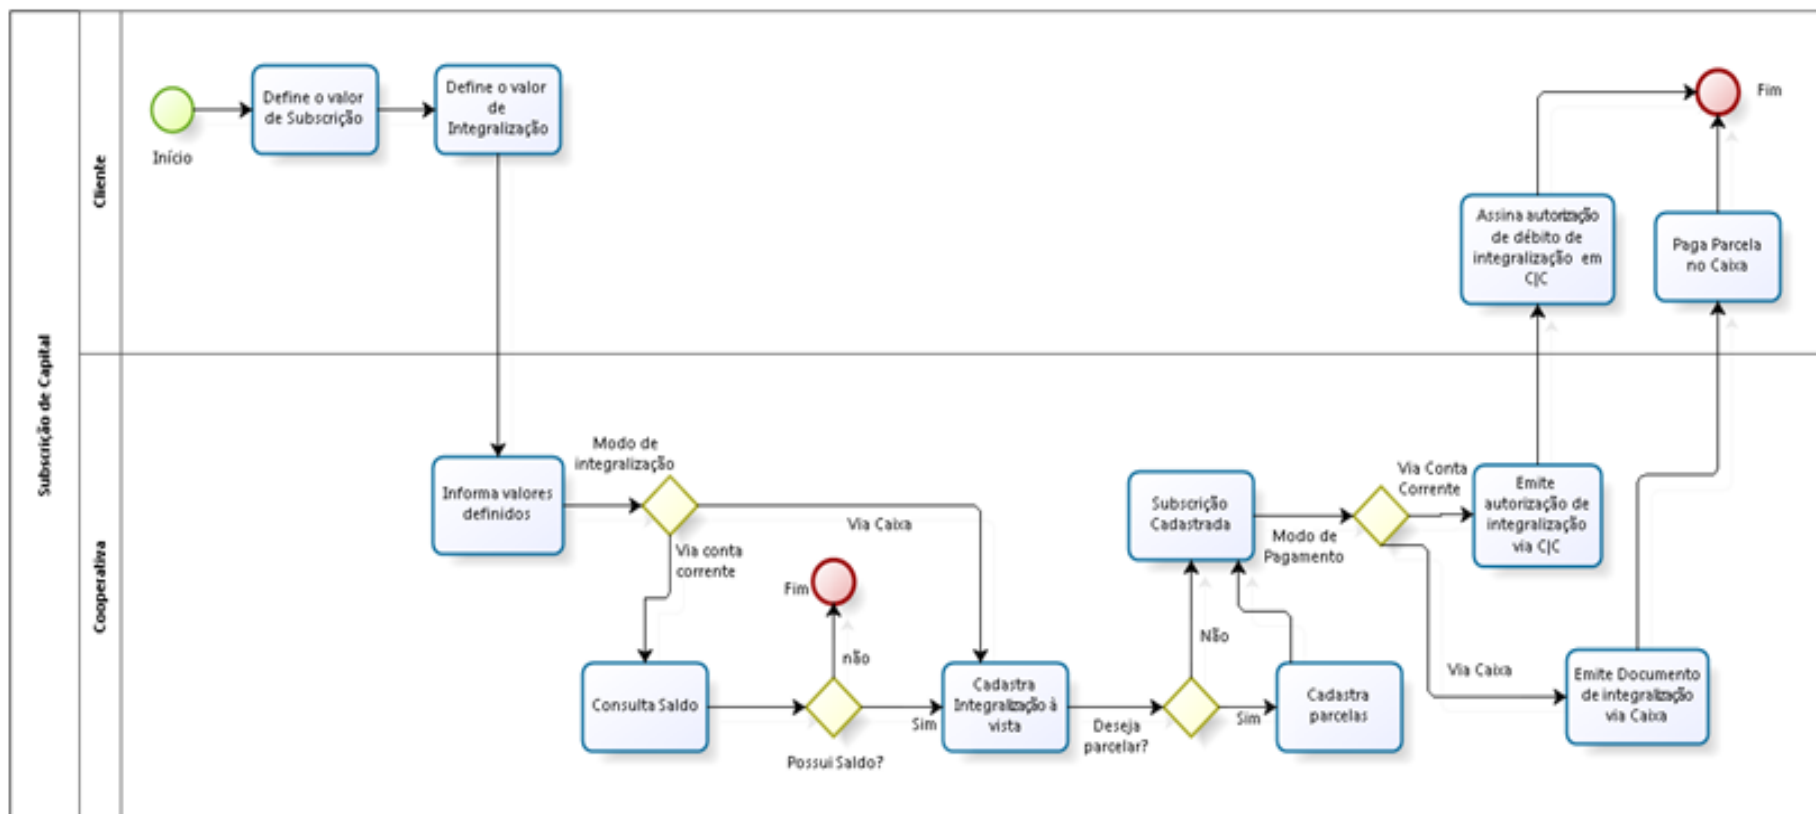 Subscrição de Capital
Cliente
Início
Define o valor
de Subscrição
Define o valor
de
Integralização
Fim
Assina autorização
de débito de
integralização em
C|C
Paga Parcela
no Caixa
Cooperativa
Informa valores
definidos
Modo de
integralização
Via Caixa
Via conta
corrente
Fim
não
Consulta Saldo
Possui Saldo?
Sim
Cadastra
Integralização à
vista
Deseja
parcelar?
Não
Sim
Cadastra
parcelas
Subscrição
Cadastrada
Modo de
Pagamento
Via Conta
Corrente
Emite
autorização de
integralização
via C|C
Via Caixa
Emite Documento
de integralização
via Caixa